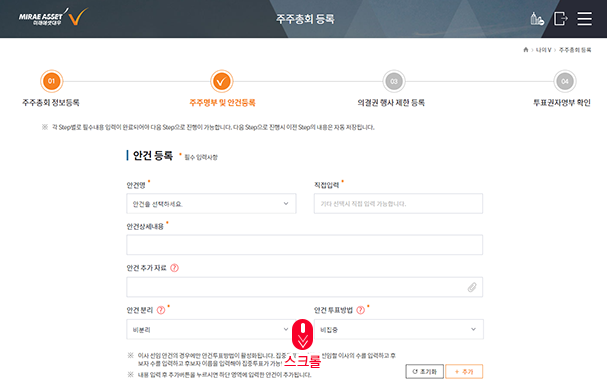 MIRAE ASSET
미래에셋대우
주주총회 등록
나의 V > 주주총회 등록
01
03
04
주주총회 정보등록
주주명부 및 안건등록
의결권 행사 제한 등록
투표권자명부 확인
※ 각 Step별로 필수내용 입력이 완료되어야 다음 Step으로 진행이 가능합니다. 다음 Step으로 진행시 이전 Step의 내용은 자동 저장됩니다.
안건 등록 * 필수 입력사항
안건명 *
직접입력 *
안건을 선택하세요.
기타 선택시 직접 입력 가능합니다.
안건상세내용 *
안건 추가 자료 ?
안건 분리 ? *
안건 투표방법 ? *
비분리
비집중
스크롤
※ 이사 선임 안건의 경우에만 안건투표방법이 활성화됩니다. 집중 선임할 이사의 수를 입력하고 후
보자 수를 입력하고 후보자 이름을 입력해야 집중투표가 가능
※ 내용 입력 후 추가버튼을 누르시면 하단 영역에 입력한 안건이 추가됩니다.
초기화
+ 추가